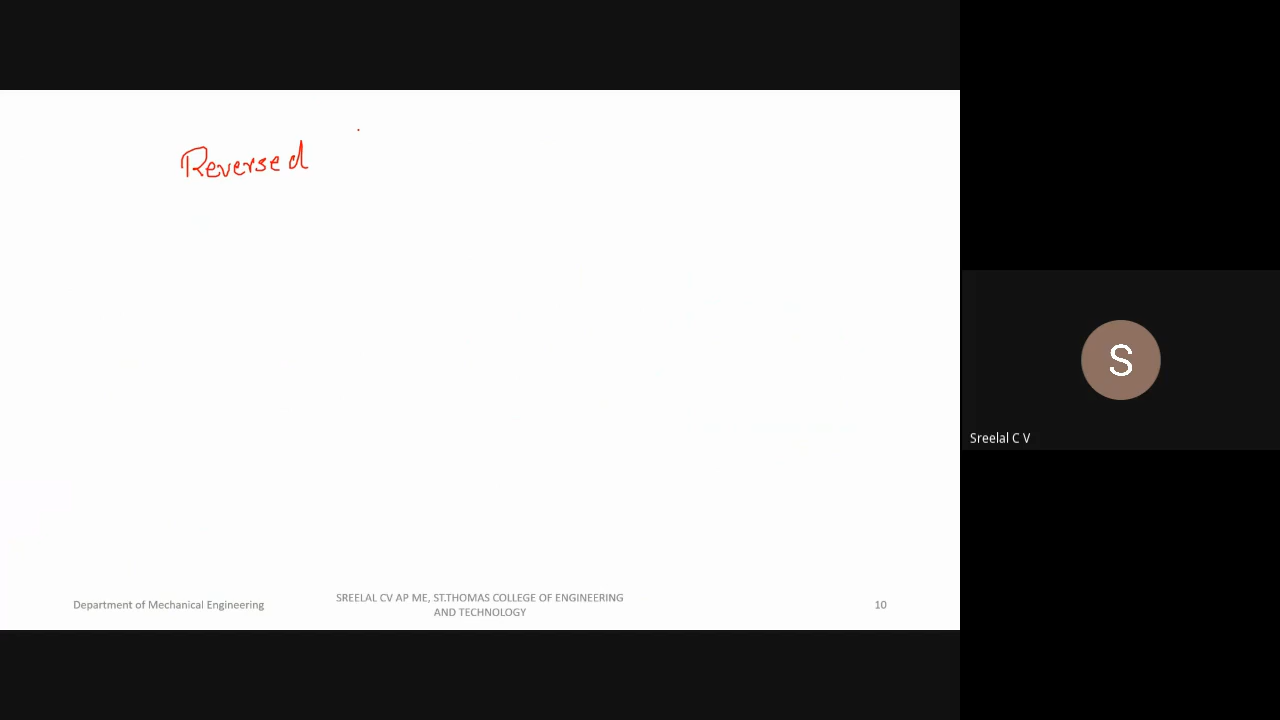 Reversed
S
Sreelal C V
Department of Mechanical Engineering
SREELAL CV AP ME, ST.THOMAS COLLEGE OF ENGINEERING
AND TECHNOLOGY
10